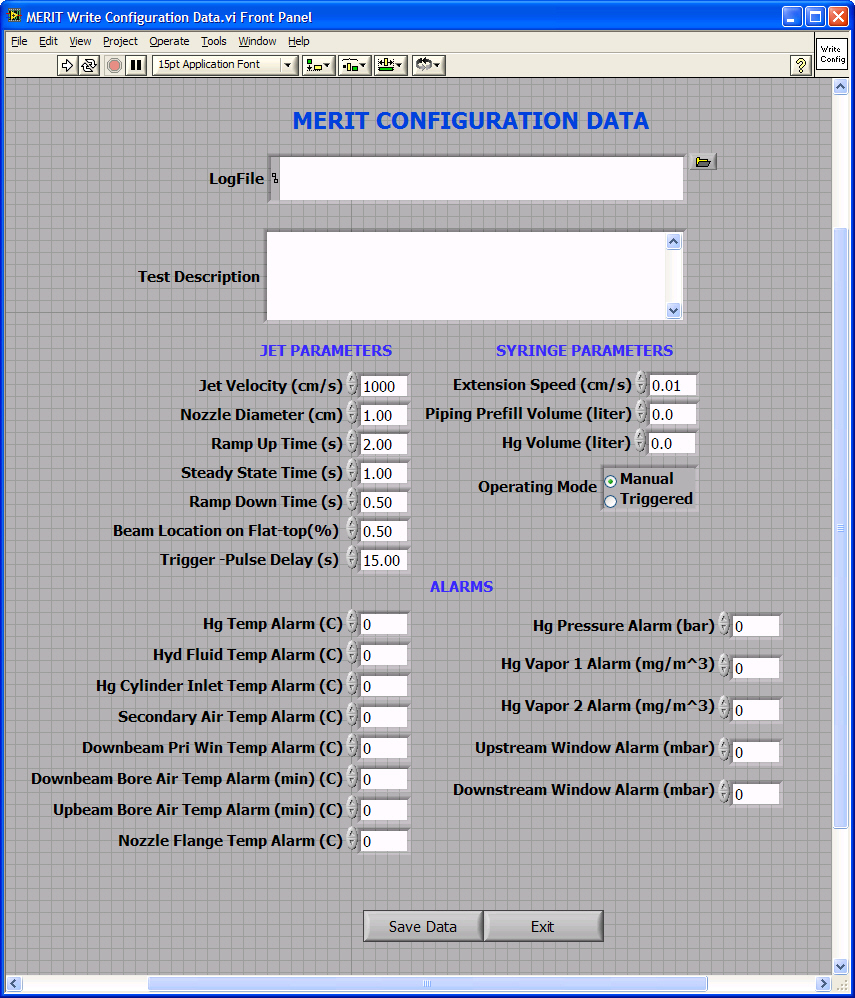 MERIT Write Configuration Data.vi Front Panel
File Edit View Project Operate Tools Window Help
15pt Application Font
?
Write
Config
MERIT CONFIGURATION DATA
LogFile
Test Description
JET PARAMETERS
Jet Velocity (cm/s) 1000
Nozzle Diameter (cm) 1.00
Ramp Up Time (s) 2.00
Steady State Time (s) 1.00
Ramp Down Time (s) 0.50
Beam Location on Flat-top(%) 0.50
Trigger -Pulse Delay (s) 15.00
SYRINGE PARAMETERS
Extension Speed (cm/s) 0.01
Piping Prefill Volume (liter) 0.0
Hg Volume (liter) 0.0
Operating Mode
Manual
Triggered
ALARMS
Hg Temp Alarm (C) 0
Hyd Fluid Temp Alarm (C) 0
Hg Cylinder Inlet Temp Alarm (C) 0
Secondary Air Temp Alarm (C) 0
Downbeam Pri Win Temp Alarm (C) 0
Downbeam Bore Air Temp Alarm (min) (C) 0
Upbeam Bore Air Temp Alarm (min) (C) 0
Nozzle Flange Temp Alarm (C) 0
Hg Pressure Alarm (bar) 0
Hg Vapor 1 Alarm (mg/m^3) 0
Hg Vapor 2 Alarm (mg/m^3) 0
Upstream Window Alarm (mbar) 0
Downstream Window Alarm (mbar) 0
Save Data
Exit